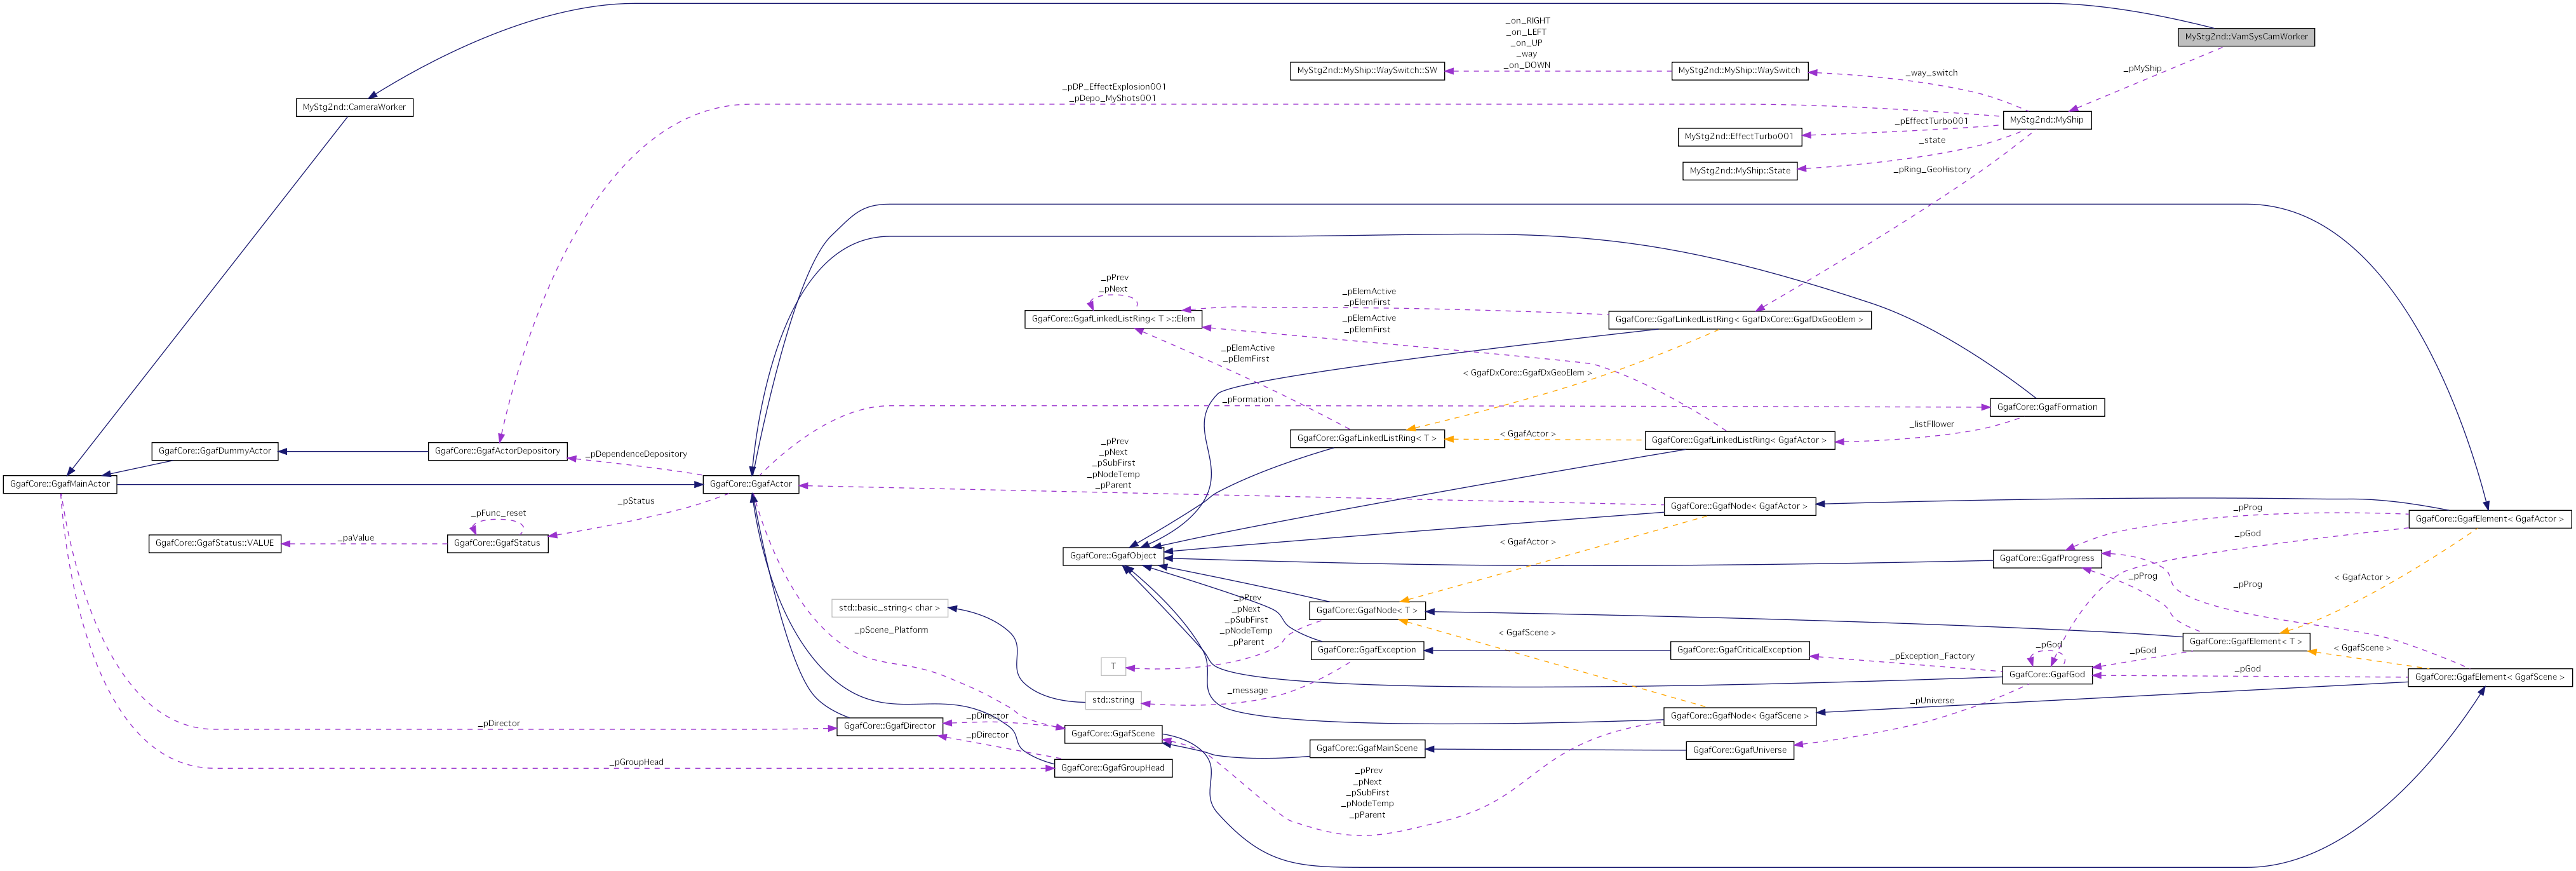 _on_RIGHT
_on_LEFT
_on_UP
_way
_on_DOWN
MyStg2nd::VamSysCamWorker
_pMyShip
MyStg2nd::MyShip::WaySwitch::SW
MyStg2nd::MyShip::WaySwitch
_way_switch
_pDP_EffectExplosion001
_pDepo_MyShots001
MyStg2nd::CameraWorker
MyStg2nd::MyShip
_pEffectTurbo001
MyStg2nd::EffectTurbo001
_state
MyStg2nd::MyShip::State
_pRing_GeoHistory
_pPrev
_pNext
GgafCore::GgafLinkedListRing< T >::Elem
_pElemActive
_pElemFirst
GgafCore::GgafLinkedListRing< GgafDxCore::GgafDxGeoElem >
_pElemActive
_pElemFirst
_pElemActive
_pElemFirst
< GgafDxCore::GgafDxGeoElem >
_pFormation
GgafCore::GgafFormation
_listFllower
GgafCore::GgafLinkedListRing< T >
< GgafActor >
GgafCore::GgafLinkedListRing< GgafActor >
GgafCore::GgafDummyActor
GgafCore::GgafActorDepository
_pDependenceDepository
_pPrev
_pNext
_pSubFirst
_pNodeTemp
_pParent
GgafCore::GgafMainActor
GgafCore::GgafActor
_pStatus
GgafCore::GgafNode< GgafActor >
_pProg
GgafCore::GgafElement< GgafActor >
_pFunc_reset
GgafCore::GgafStatus::VALUE
_paValue
GgafCore::GgafStatus
_pGod
< GgafActor >
GgafCore::GgafObject
GgafCore::GgafProgress
_pProg
< GgafActor >
_pProg
std::basic_string< char >
GgafCore::GgafNode< T >
_pPrev
_pNext
_pSubFirst
_pNodeTemp
_pParent
_pScene_Platform
< GgafScene >
GgafCore::GgafElement< T >
GgafCore::GgafException
GgafCore::GgafCriticalException
_pException_Factory
_pGod
_pGod
< GgafScene >
T
GgafCore::GgafGod
_pGod
GgafCore::GgafElement< GgafScene >
std::string
_message
_pUniverse
_pDirector
GgafCore::GgafDirector
_pDirector
_pDirector
GgafCore::GgafScene
GgafCore::GgafNode< GgafScene >
GgafCore::GgafMainScene
GgafCore::GgafUniverse
_pGroupHead
GgafCore::GgafGroupHead
_pPrev
_pNext
_pSubFirst
_pNodeTemp
_pParent